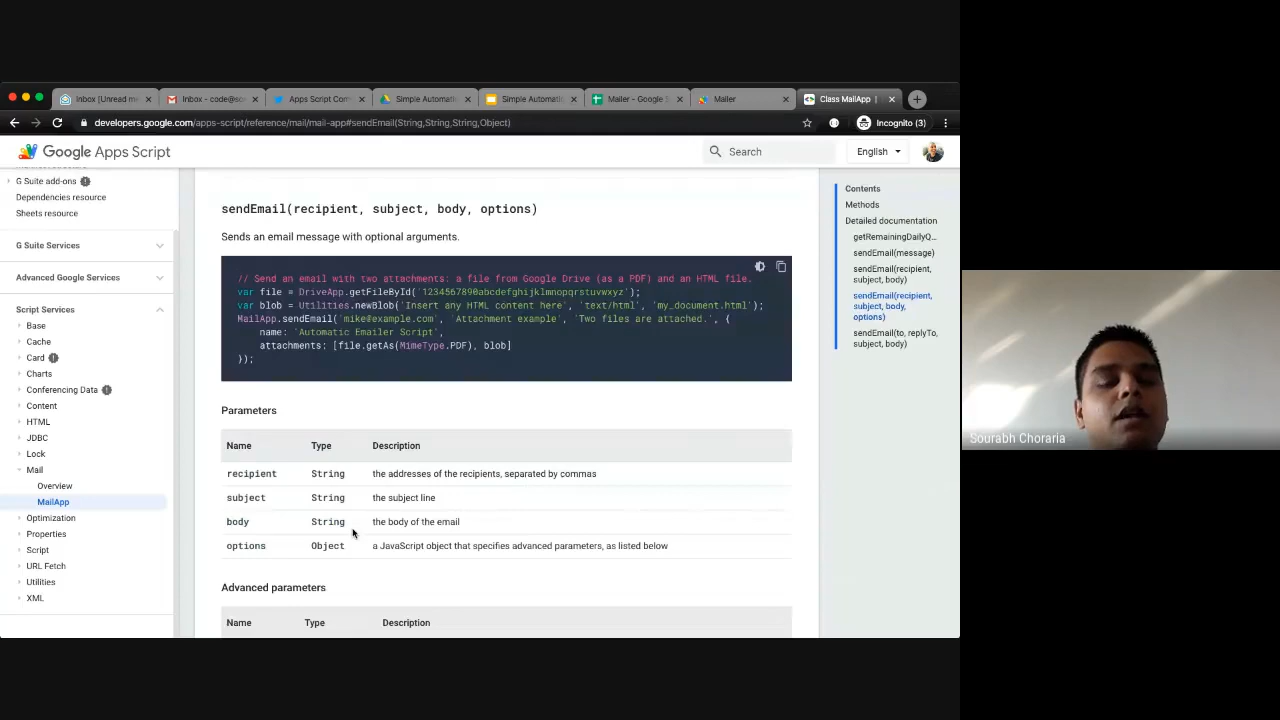 Inbox [Unread m
Inbox - code@so
Apps Script Com
Simple Automatic
Simple Automati
Mailer - Google S
Mailer
Class MailApp |
developers.google.com/apps-script/reference/mail/mail-app#sendEmail(String,String,String,Object)
Incognito (3)
Google Apps Script
Search
English
G Suite add-ons
Dependencies resource
Sheets resource
G Suite Services
Advanced Google Services
Script Services
Base
Cache
Card
Charts
Conferencing Data
Content
HTML
JDBC
Lock
Mail
Overview
MailApp
Optimization
Properties
Script
URL Fetch
Utilities
XML
sendEmail(recipient, subject, body, options)
Sends an email message with optional arguments.
// Send an email with two attachments: a file from Google Drive (as a PDF) and an HTML file.
var file = DriveApp.getFileById('1234567890abcdefghijklmnopqrstuvwxyz');
var blob = Utilities.newBlob('Insert any HTML content here', 'text/html', 'my_document.html');
MailApp.sendEmail('mike@example.com', 'Attachment example', 'Two files are attached.', {
name: 'Automatic Emailer Script',
attachments: [file.getAs(MimeType.PDF), blob]
});
Parameters
Name Type Description
recipient String the addresses of the recipients, separated by commas
subject String the subject line
body String the body of the email
options Object a JavaScript object that specifies advanced parameters, as listed below
Advanced parameters
Name Type Description
Contents
Methods
Detailed documentation
getRemainingDailyQ...
sendEmail(message)
sendEmail(recipient,
subject, body)
sendEmail(recipient,
subject, body,
options)
sendEmail(to, replyTo,
subject, body)
Sourabh Choraria